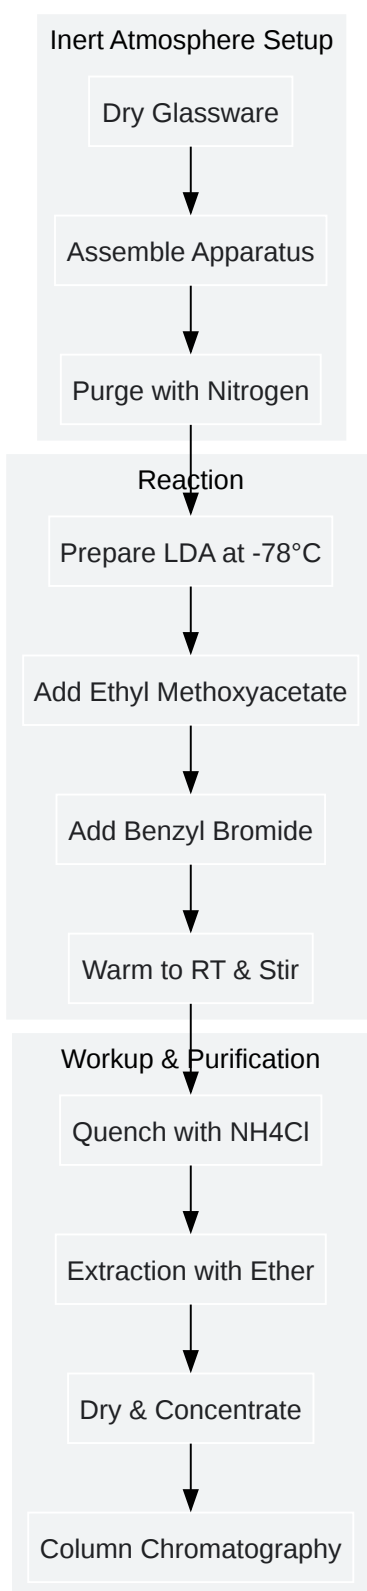 Inert Atmosphere Setup
Dry Glassware
Assemble Apparatus
Purge with Nitrogen
Reaction
Prepare LDA at -78°C
Add Ethyl Methoxyacetate
Add Benzyl Bromide
Warm to RT & Stir
Workup & Purification
Quench with NH4Cl
Extraction with Ether
Dry & Concentrate
Column Chromatography